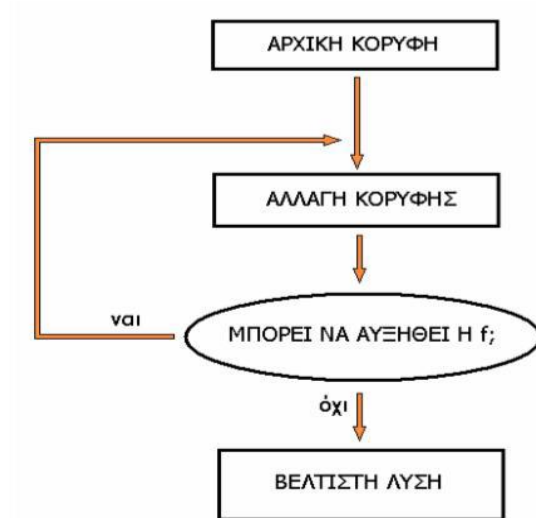 ΑΡΧΙΚΗ ΚΟΡΥΦΗ
ΑΛΛΑΓΗ ΚΟΡΥΦΗΣ
ναι
ΜΠΟΡΕΙ ΝΑ ΑΥΞΗΘΕΙ Η f;
όχι
ΒΕΛΤΙΣΤΗ ΛΥΣΗ